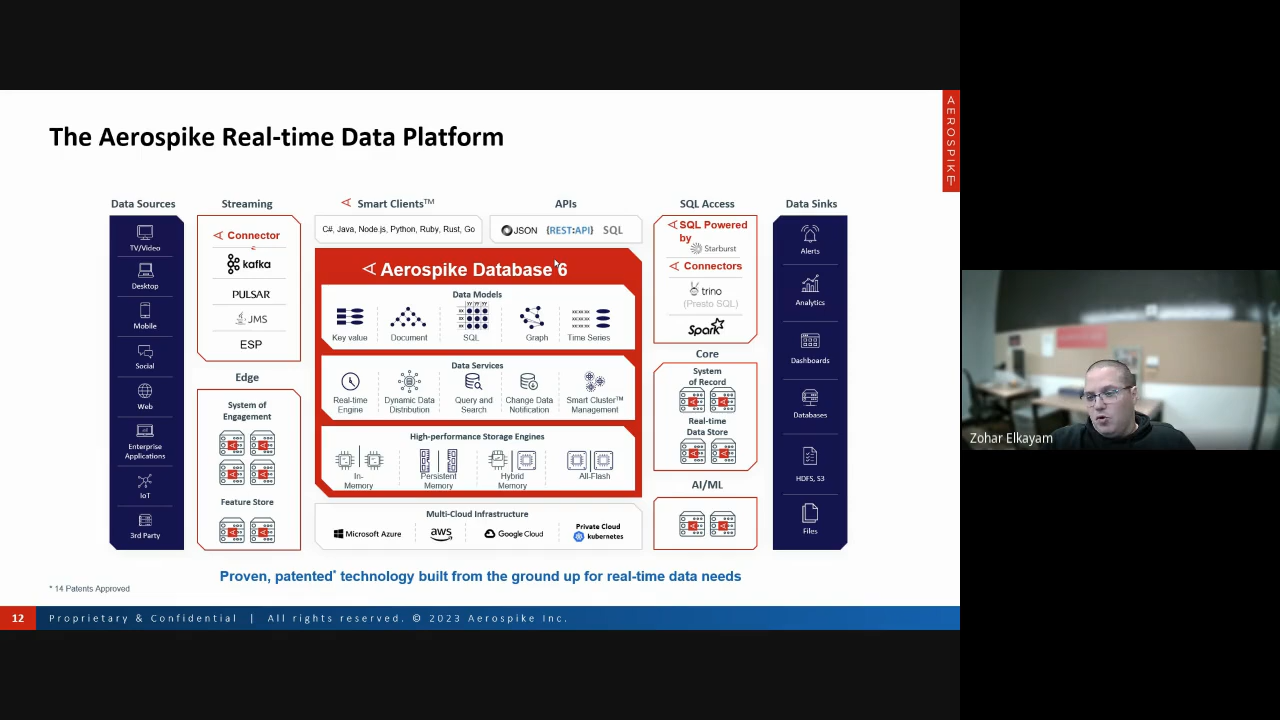 The Aerospike Real-time Data Platform
AEROSPIKE
Data Sources
TV/Video
Desktop
Mobile
Social
Web
Enterprise
Applications
IoT
3rd Party
Streaming
Connector
s
kafka
PULSAR
JMS
ESP
Edge
System of
Engagement
Feature Store
Smart Clients™
C#, Java, Node.js, Python, Ruby, Rust, Go
APIs
JSON {REST:API} SQL
Aerospike Database 6
Data Models
Key value Document SQL Graph Time Series
Data Services
Real-time
Engine
Dynamic Data
Distribution
Query and
Search
Change Data
Notification
Smart Cluster™
Management
High-performance Storage Engines
In-
Memory
Persistent
Memory
Hybrid
Memory
All-Flash
Multi-Cloud Infrastructure
Microsoft Azure
aws
Google Cloud
Private Cloud
kubernetes
SQL Access
SQL Powered
by
Starburst
Connectors
trino
(Presto SQL)
Spark
Core
System
of Record
Real-time
Data Store
AI/ML
Data Sinks
Alerts
Analytics
Dashboards
Databases
HDFS, S3
Files
Proven, patented* technology built from the ground up for real-time data needs
* 14 Patents Approved
12 Proprietary & Confidential | All rights reserved. © 2023 Aerospike Inc.
Zohar Elkayam